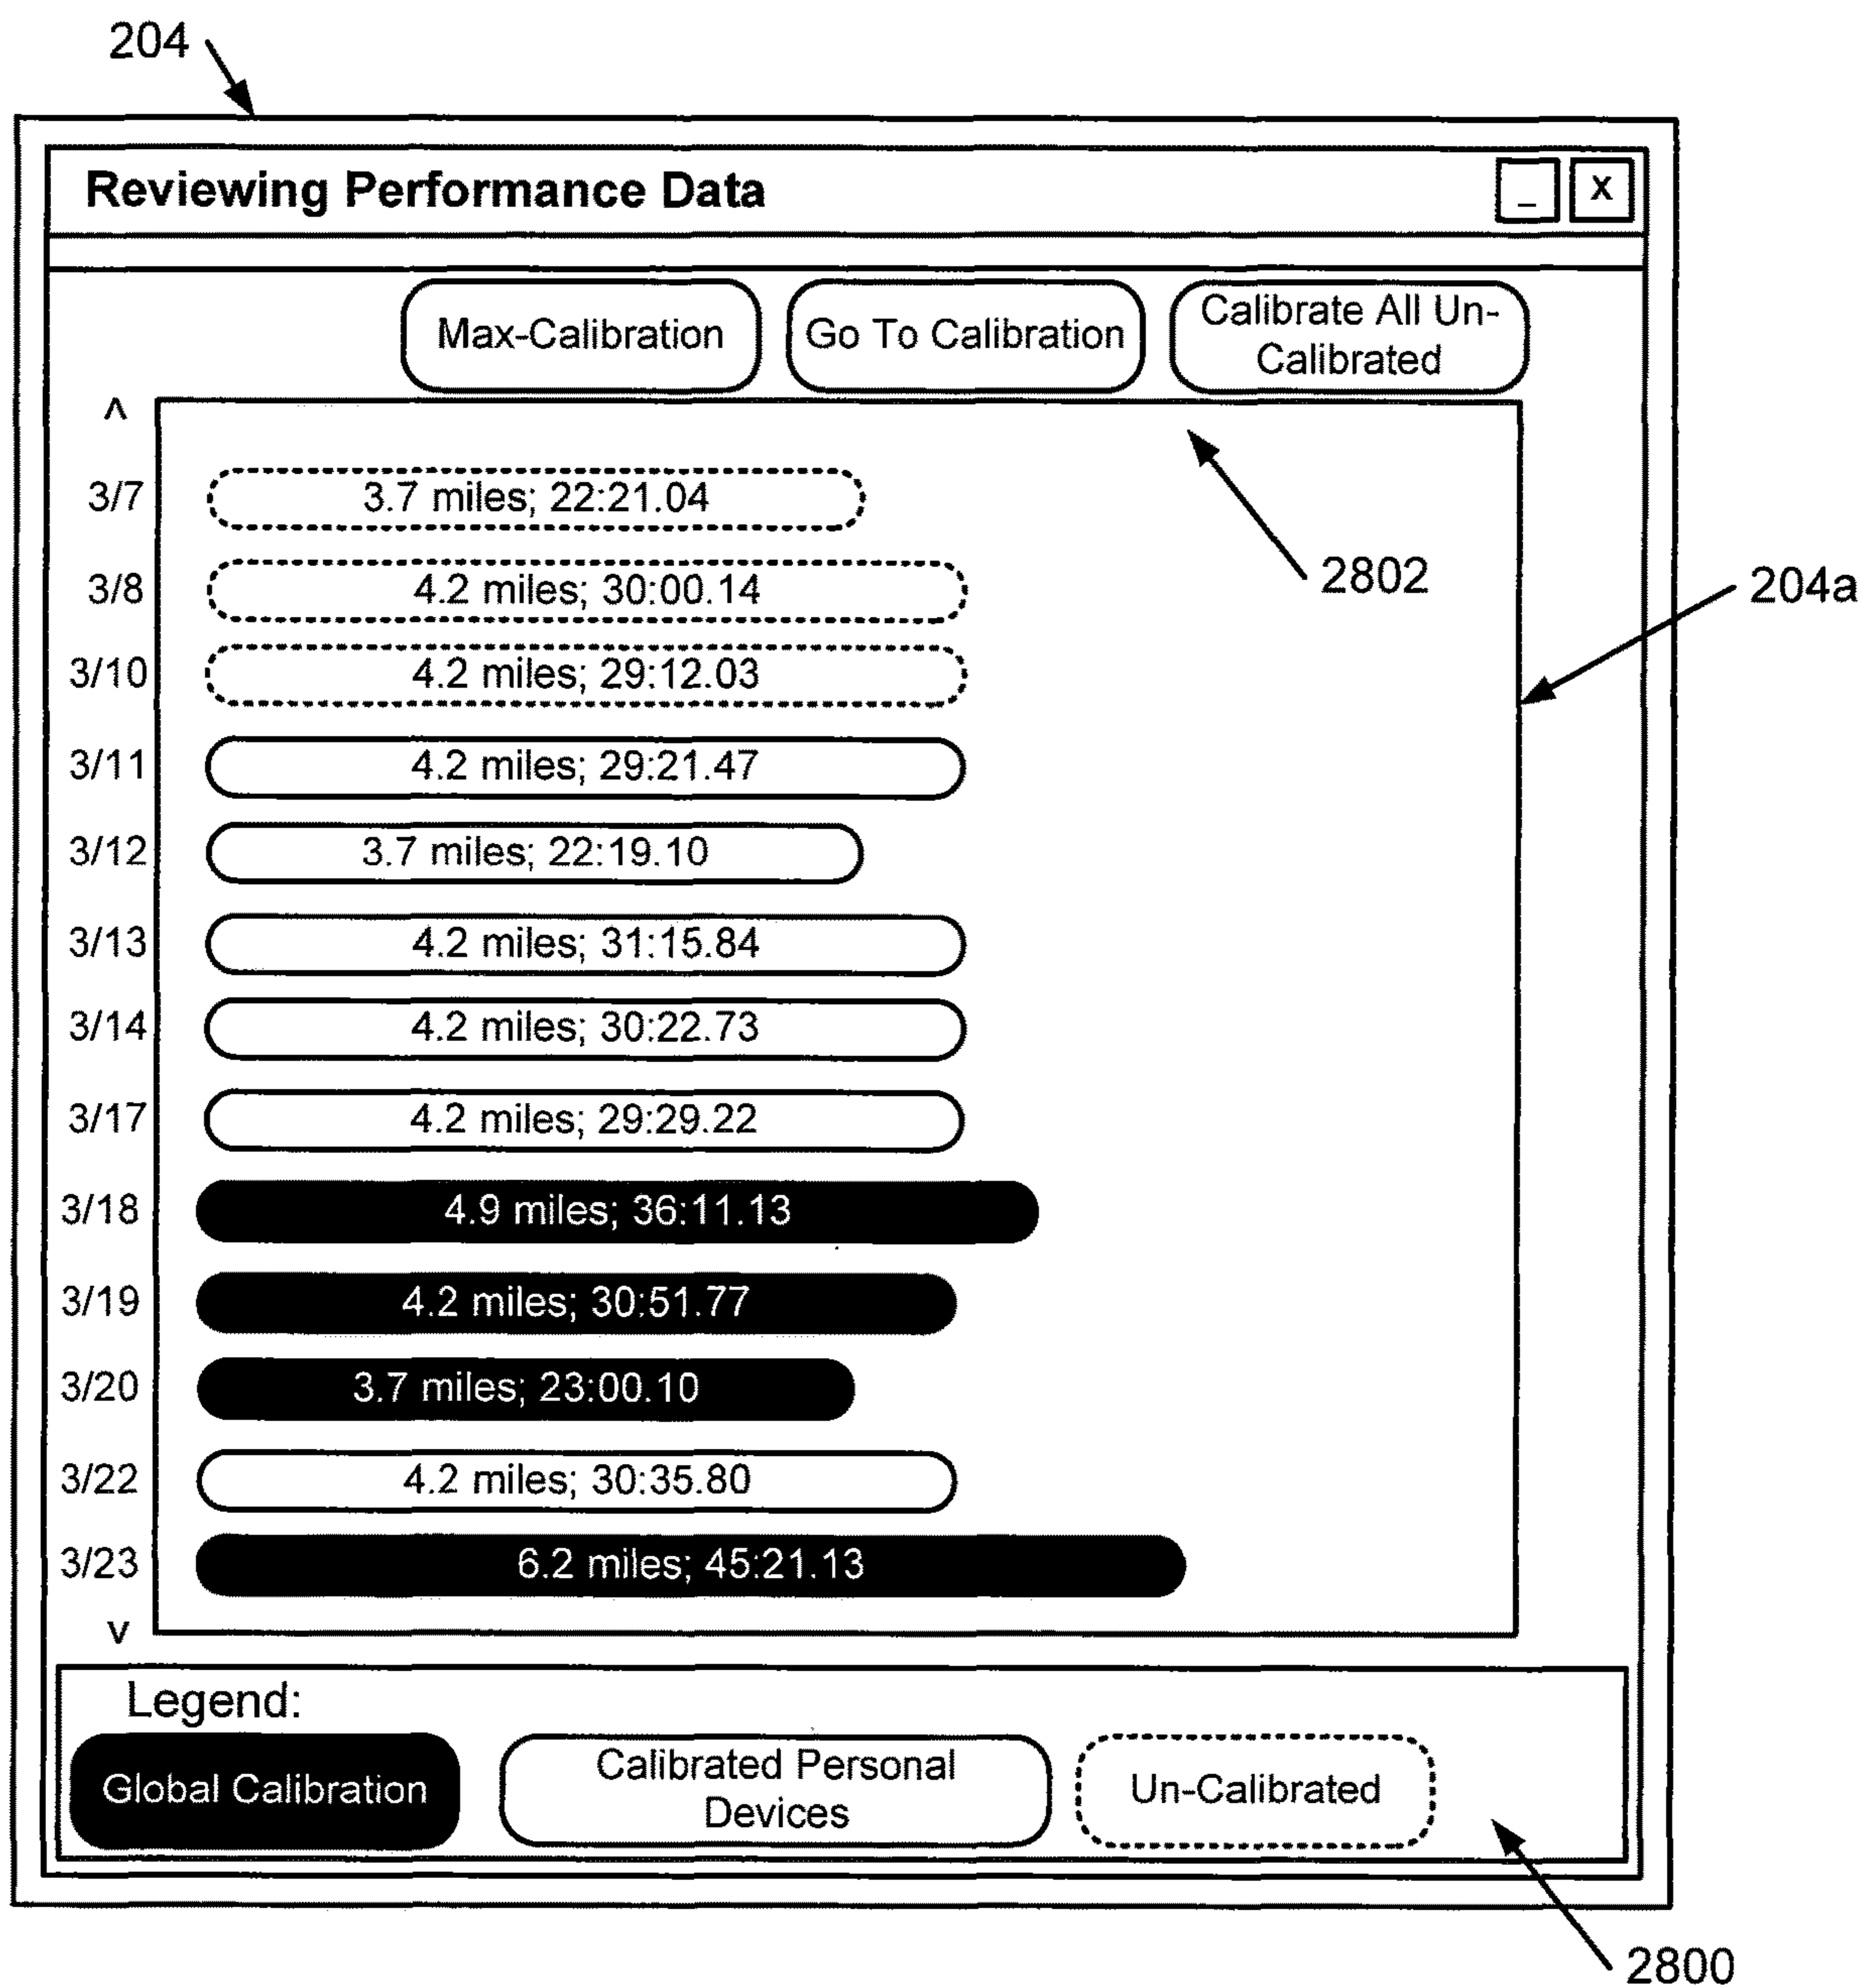 204
Reviewing Performance Data
_ X
Max-Calibration
Go To Calibration
Calibrate All Un-
Calibrated
^
2802
204a
3/7 3.7 miles; 22:21.04
3/8 4.2 miles; 30:00.14
3/10 4.2 miles; 29:12.03
3/11 4.2 miles; 29:21.47
3/12 3.7 miles; 22:19.10
3/13 4.2 miles; 31:15.84
3/14 4.2 miles; 30:22.73
3/17 4.2 miles; 29:29.22
3/18 4.9 miles; 36:11.13
3/19 4.2 miles; 30:51.77
3/20 3.7 miles; 23:00.10
3/22 4.2 miles; 30:35.80
3/23 6.2 miles; 45:21.13
v
Legend:
Global Calibration
Calibrated Personal
Devices
Un-Calibrated
2800